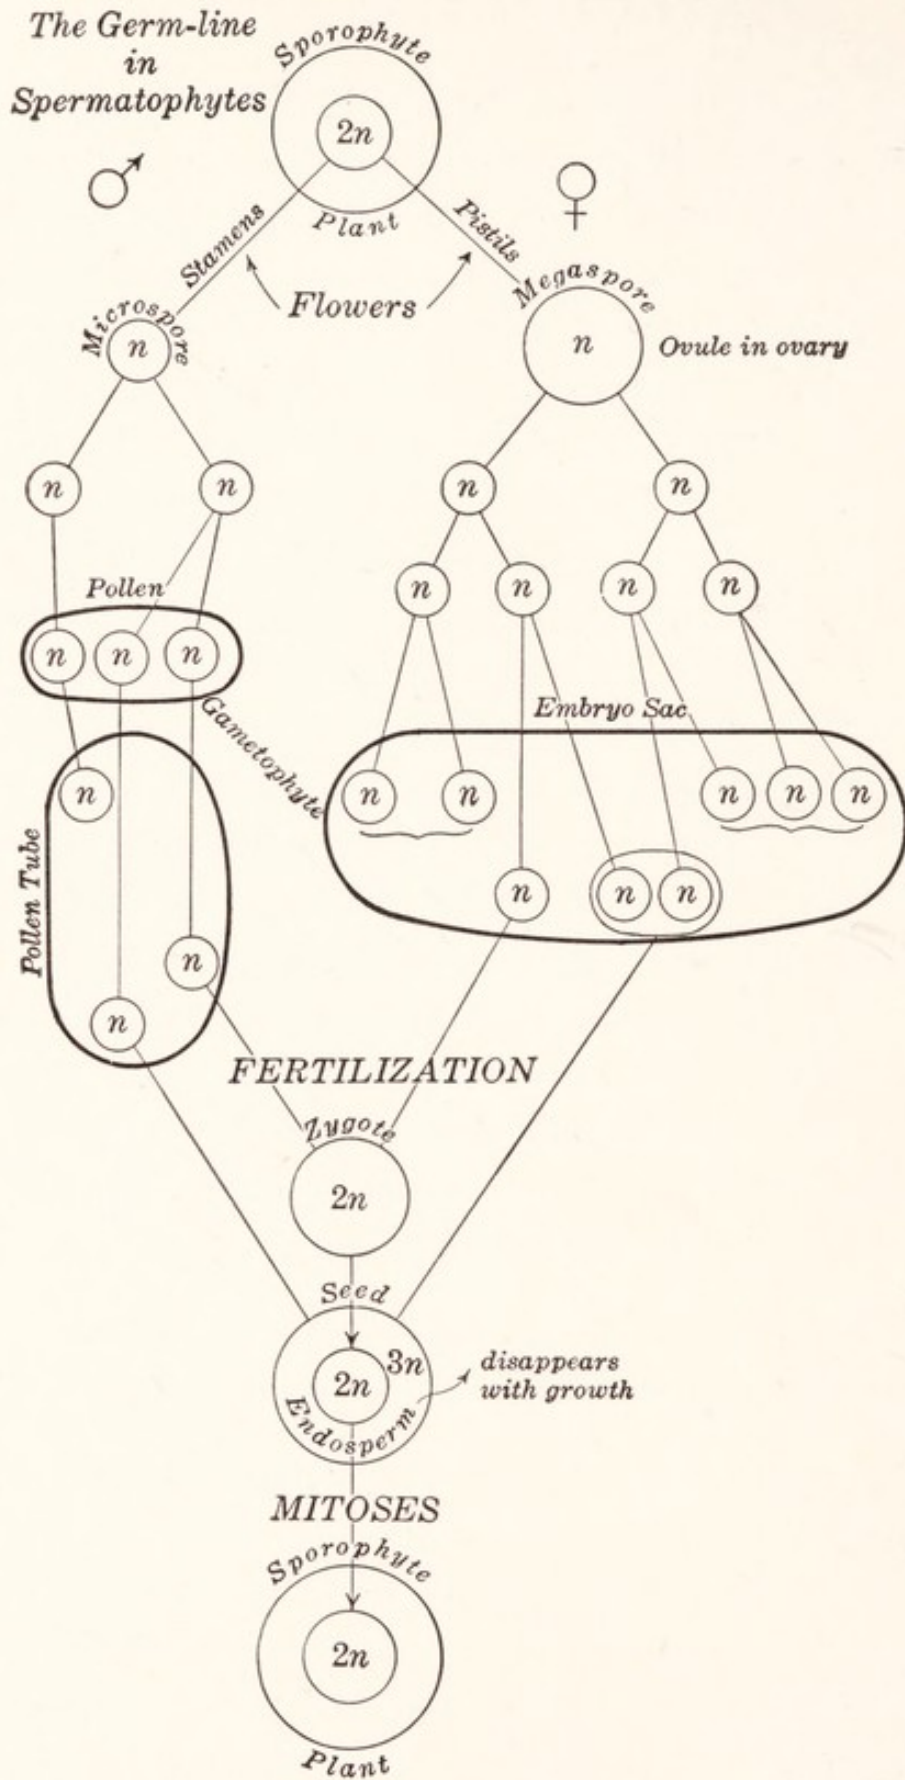 The Germ-line
in
Spermatophytes
Sporophyte
2n
Plant
♂
♀
Stamens
Pistils
Flowers
Microspore
n
Megaspore
n
Ovule in ovary
n
n
n
n
Pollen
n
n
n
n
n
n
n
Gametophyte
Embryo Sac
Pollen Tube
n
n
n
n
n
n
n
n
n
n
n
n
FERTILIZATION
Zygote
2n
Seed
2n
3n
Endosperm
disappears
with growth
MITOSES
Sporophyte
2n
Plant